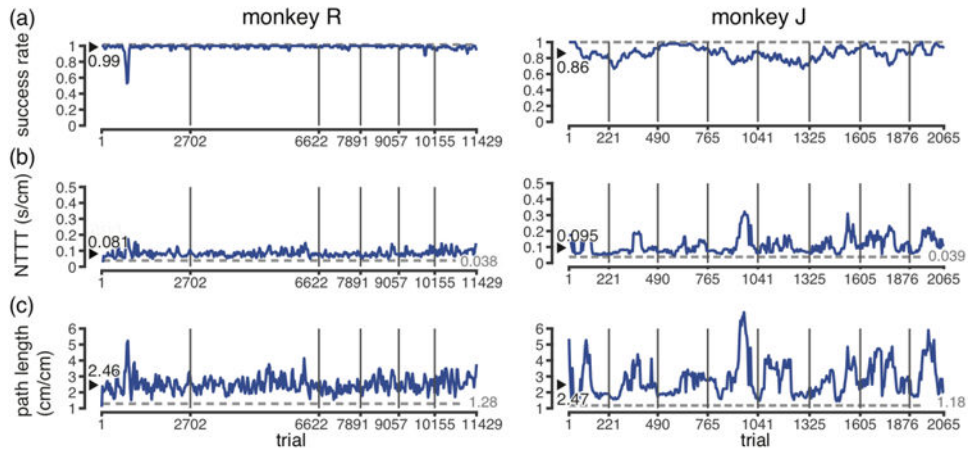 monkey R
monkey J
(a)
success rate
1
0.8
0.6
0.4
0.2
0
0.99
1 2702 6622 7891 9057 10155 11429
1
0.8
0.6
0.4
0.2
0
0.86
1 221 490 765 1041 1325 1605 1876 2065
(b)
NTTT (s/cm)
0.5
0.4
0.3
0.2
0.1
0
0.081
0.038
1 2702 6622 7891 9057 10155 11429
0.5
0.4
0.3
0.2
0.1
0
0.095
0.039
1 221 490 765 1041 1325 1605 1876 2065
(c)
path length
(cm/cm)
6
5
4
3
2
1
2.46
1.28
1 2702 6622 7891 9057 10155 11429
trial
6
5
4
3
2
1
2.47
1.18
1 221 490 765 1041 1325 1605 1876 2065
trial